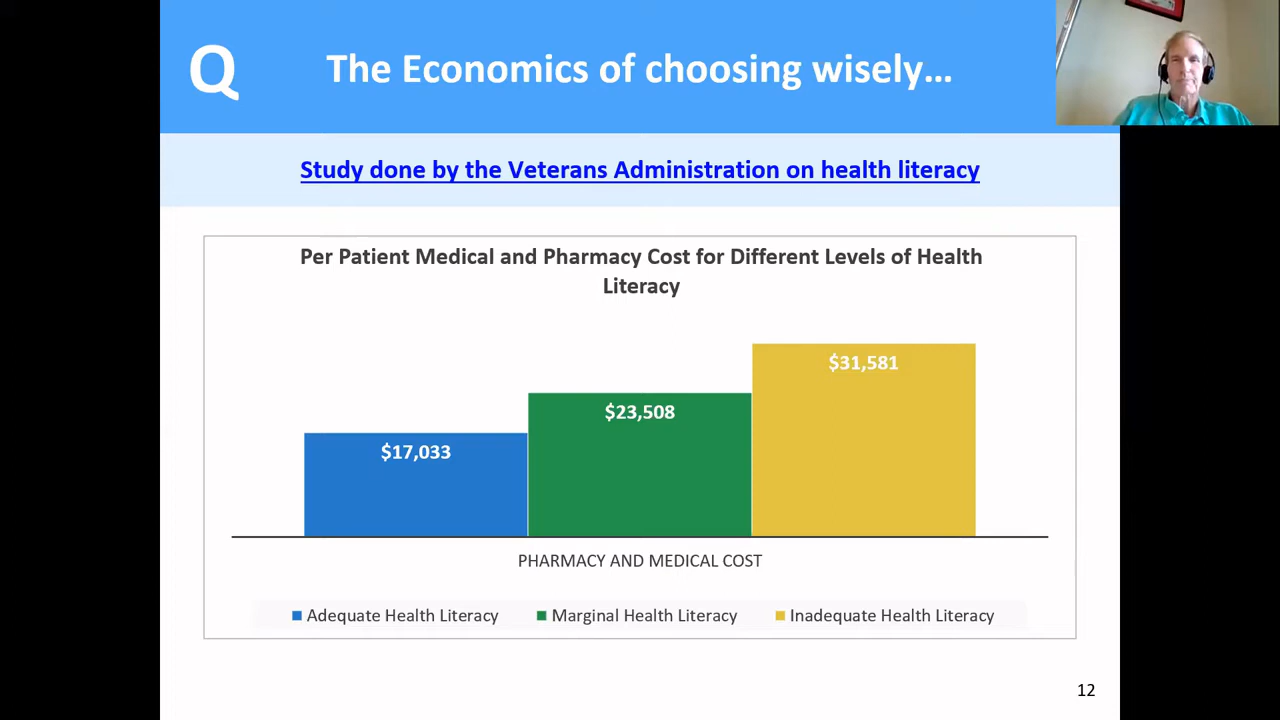 Q
The Economics of choosing wisely…
Study done by the Veterans Administration on health literacy
Per Patient Medical and Pharmacy Cost for Different Levels of Health
Literacy
$31,581
$23,508
$17,033
PHARMACY AND MEDICAL COST
Adequate Health Literacy
Marginal Health Literacy
Inadequate Health Literacy
12